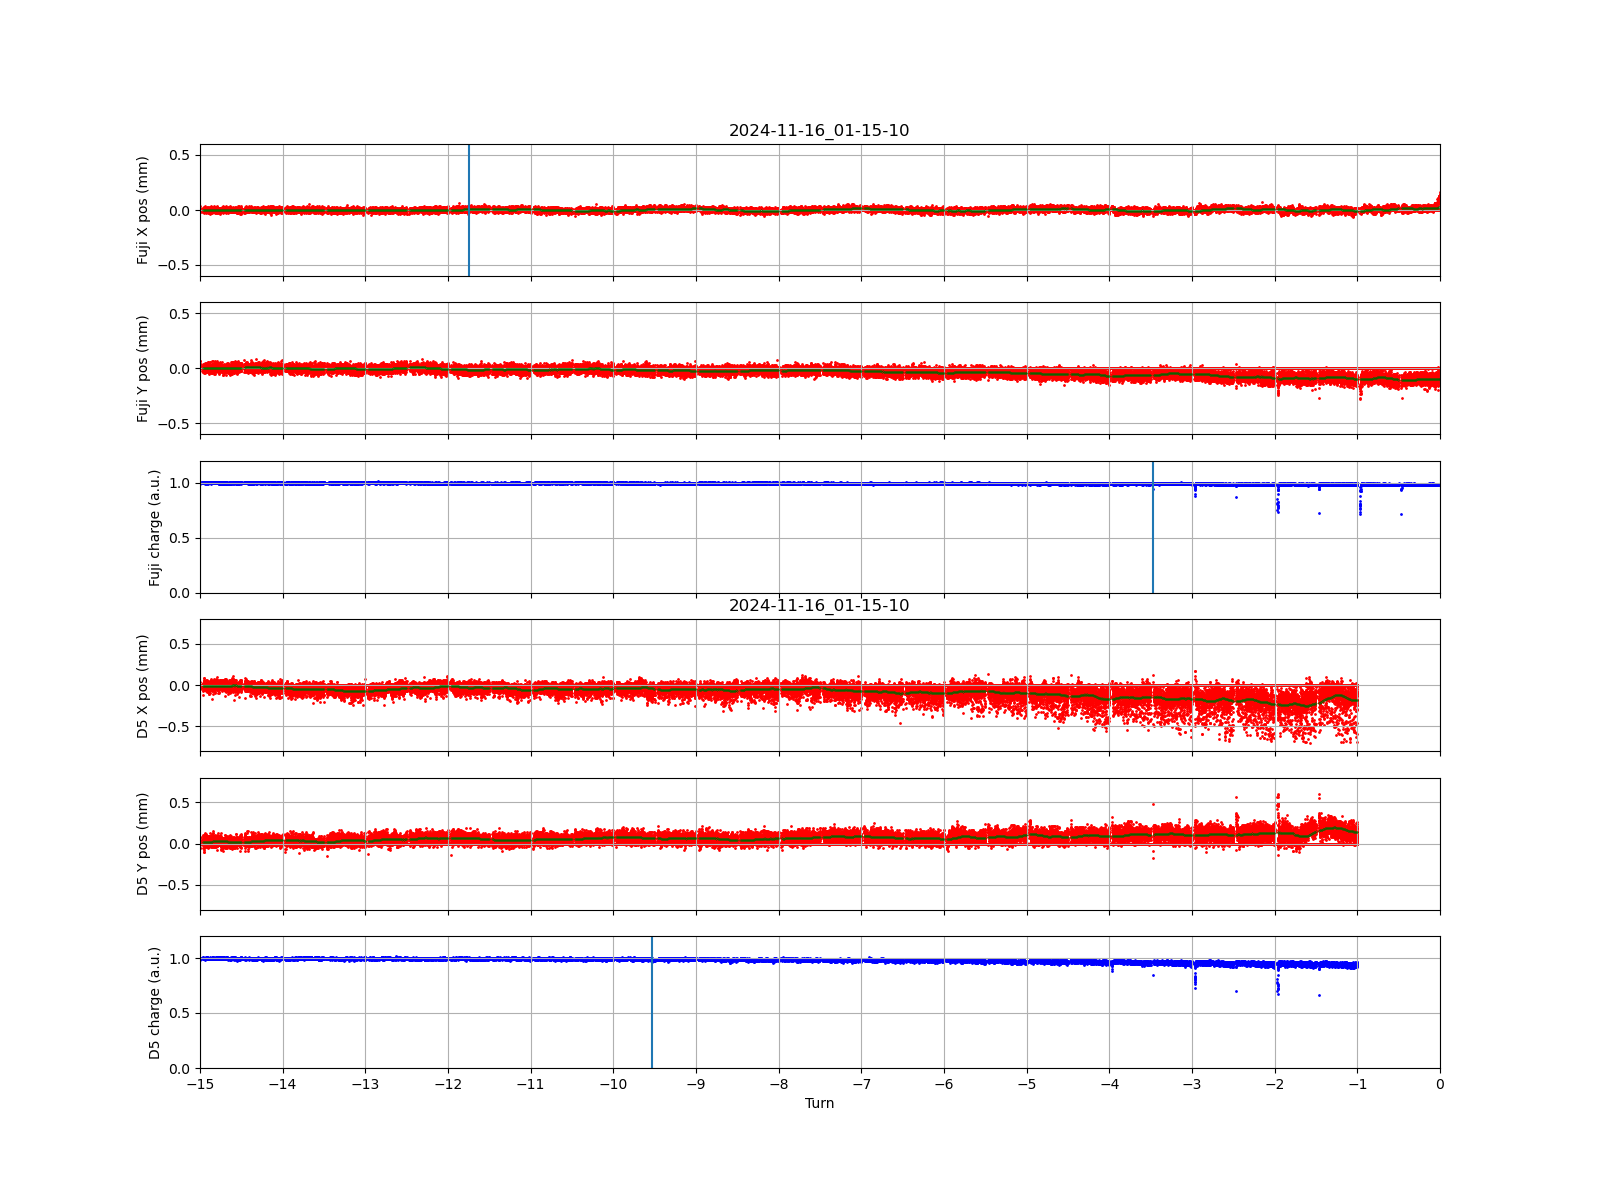 2024-11-16_01-15-10
Fuji X pos (mm)
0.5
0.0
−0.5
Fuji Y pos (mm)
0.5
0.0
−0.5
Fuji charge (a.u.)
1.0
0.5
0.0
2024-11-16_01-15-10
D5 X pos (mm)
0.5
0.0
−0.5
D5 Y pos (mm)
0.5
0.0
−0.5
D5 charge (a.u.)
1.0
0.5
0.0
−15 −14 −13 −12 −11 −10 −9 −8 −7 −6 −5 −4 −3 −2 −1 0
Turn